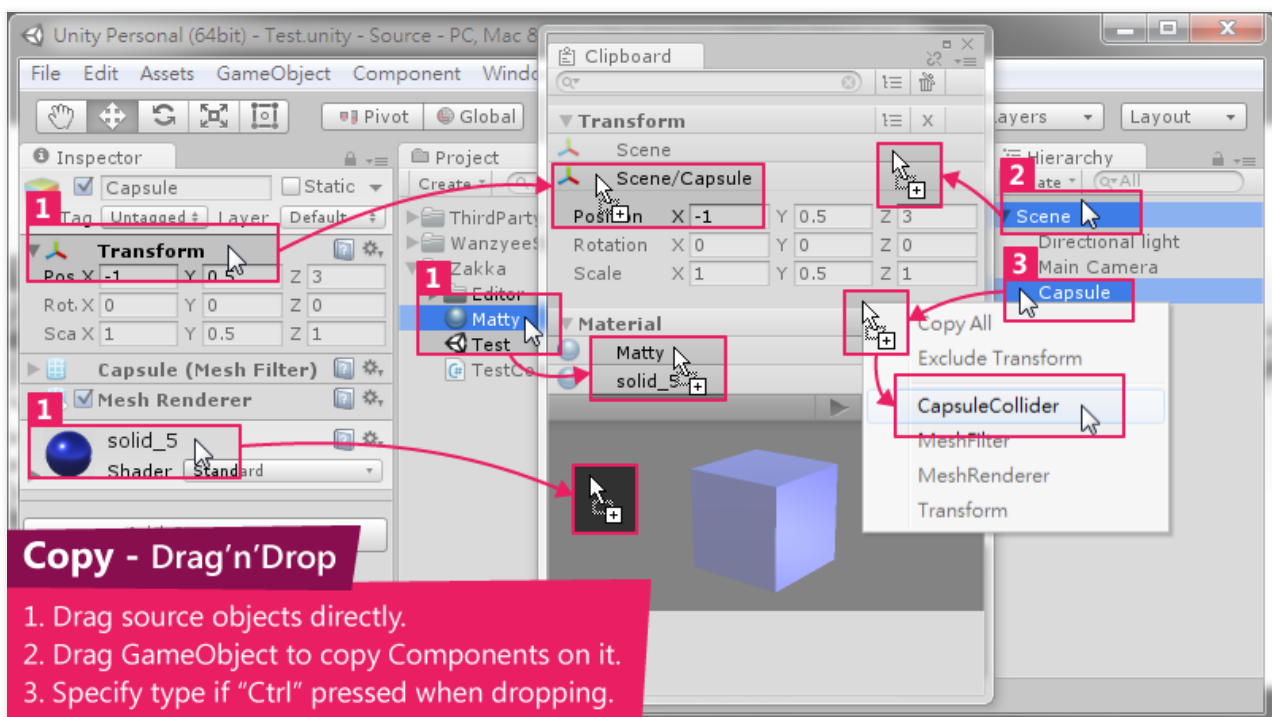 Unity Personal (64bit) - Test.unity - Source - PC, Mac &
File Edit Assets GameObject Component
Pivot Global
ayers Layout
Inspector
Capsule Static
1
Tag Untagged Layer Default
Transform
Pos X -1 Y 0.5 Z 3
Rot. X 0 Y 0 Z 0
Sca X 1 Y 0.5 Z 1
Capsule (Mesh Filter)
Mesh Renderer
1
solid_5
Shader Standard
Project
Create
ThirdParty
Zakka
1
Editor
Matty
Test
Clipboard
Transform X
Scene
Scene/Capsule
Position X -1 Y 0.5 Z 3
Rotation X 0 Y 0 Z 0
Scale X 1 Y 0.5 Z 1
Material
Matty
solid_5
Hierarchy
2
ate All
Scene
Directional light
3
Main Camera
Capsule
Copy All
Exclude Transform
CapsuleCollider
MeshFilter
MeshRenderer
Transform
Copy - Drag'n'Drop
1. Drag source objects directly.
2. Drag GameObject to copy Components on it.
3. Specify type if "Ctrl" pressed when dropping.